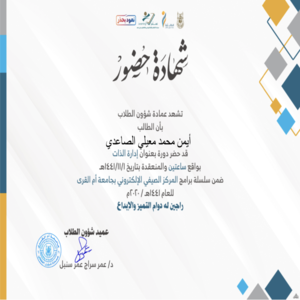 شهادة حضور
تشهد عمادة شؤون الطلاب
بأن الطالب
أيمن محمد معيلي الصاعدي
قد حضر دورة بعنوان إدارة الذات
بواقع ساعتين والمنعقدة بتاريخ ١٤٤١/١١/١هـ
ضمن سلسلة برامج المركز الصيفي الإلكتروني بجامعة أم القرى
للعام ١٤٤١هـ / ٢٠٢٠م
راجين له دوام التميز والإبداع
عميد شؤون الطلاب
د/ عمر سراج عمر سنبل